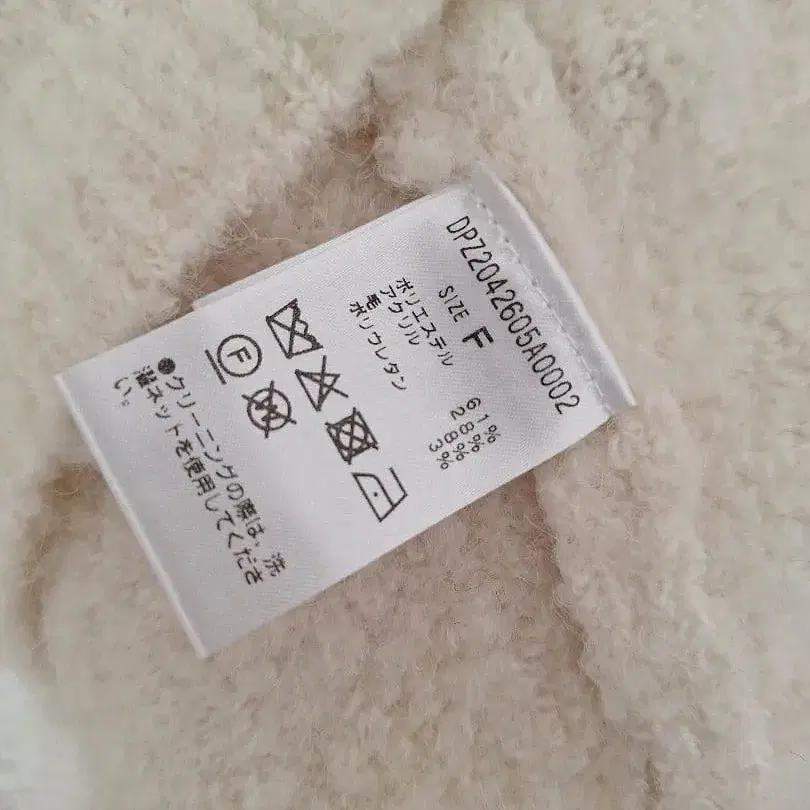 DPZ2042605A0002
SIZE F
ポリエステル 61%
アクリル 28%
毛 8%
ポリウレタン 3%
F
W
●クリーニングの際は、洗
濯ネットを使用してくださ
い。